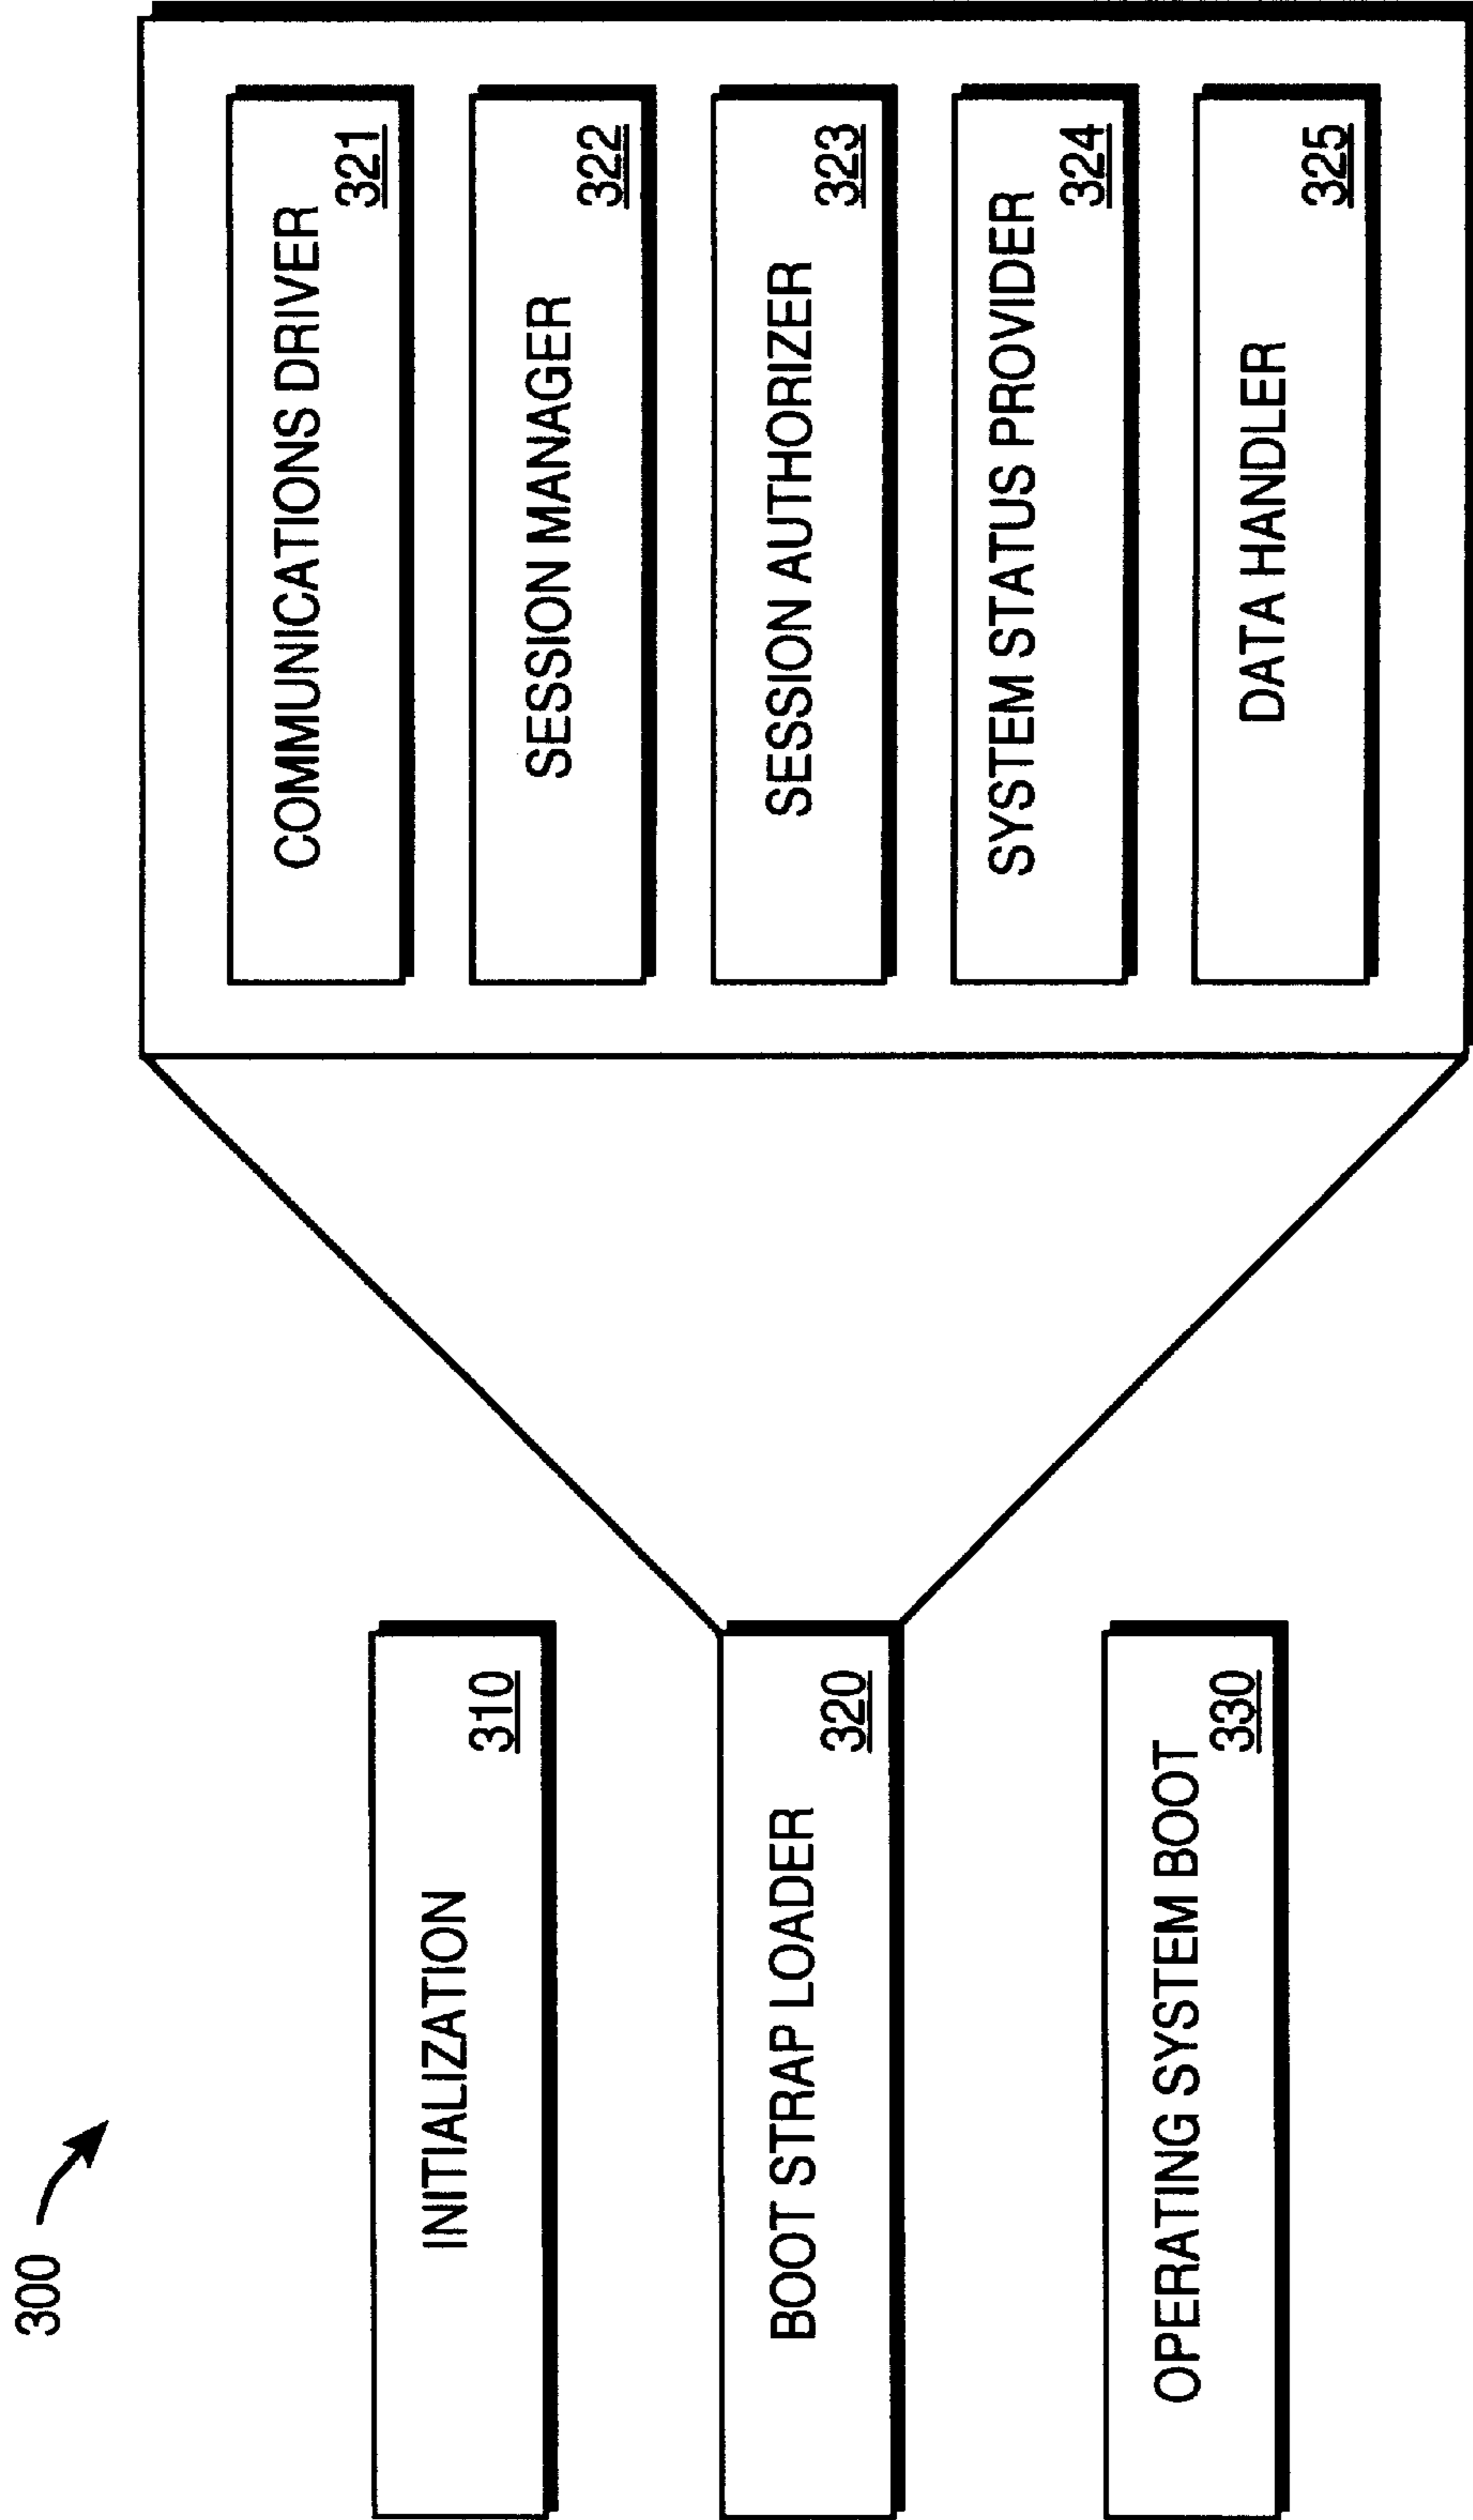 300
INITIALIZATION
310
BOOT STRAP LOADER
320
OPERATING SYSTEM BOOT
330
COMMUNICATIONS DRIVER
321
SESSION MANAGER
322
SESSION AUTHORIZER
323
SYSTEM STATUS PROVIDER
324
DATA HANDLER
325